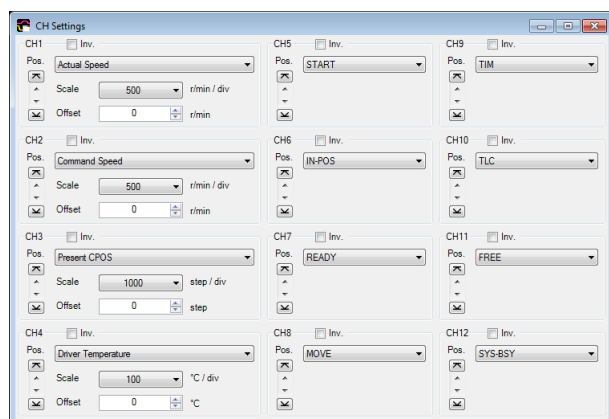 CH Settings
CH1 Inv.
Pos. Actual Speed
Scale 500 r/min / div
Offset 0 r/min
CH2 Inv.
Pos. Command Speed
Scale 500 r/min / div
Offset 0 r/min
CH3 Inv.
Pos. Present CPOS
Scale 1000 step / div
Offset 0 step
CH4 Inv.
Pos. Driver Temperature
Scale 100 °C / div
Offset 0 °C
CH5 Inv.
Pos. START
CH6 Inv.
Pos. IN-POS
CH7 Inv.
Pos. READY
CH8 Inv.
Pos. MOVE
CH9 Inv.
Pos. TIM
CH10 Inv.
Pos. TLC
CH11 Inv.
Pos. FREE
CH12 Inv.
Pos. SYS-BSY